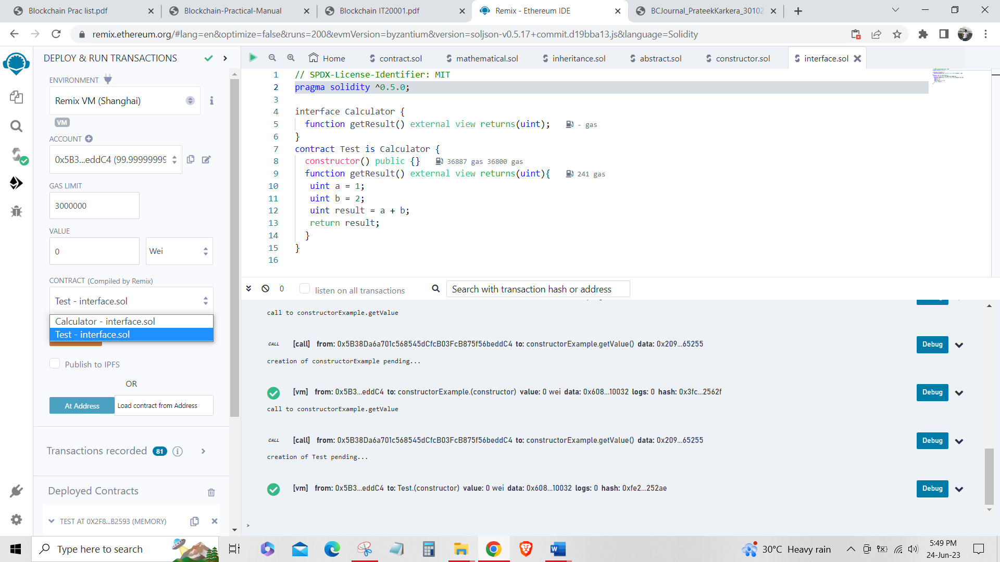 Blockchain Prac list.pdf
Blockchain-Practical-Manual
Blockchain IT20001.pdf
Remix - Ethereum IDE
BCJournal_PrateekKarkera_30102
remix.ethereum.org/#lang=en&optimize=false&runs=200&evmVersion=byzantium&version=soljson-v0.5.17+commit.d19bba13.js&language=Solidity
DEPLOY & RUN TRANSACTIONS
ENVIRONMENT
Remix VM (Shanghai)
VM
ACCOUNT
0x5B3...eddC4 (99.99999999
GAS LIMIT
3000000
VALUE
0
Wei
CONTRACT (Compiled by Remix)
Test - interface.sol
Calculator - interface.sol
Test - interface.sol
Publish to IPFS
OR
At Address
Load contract from Address
Transactions recorded 81
Deployed Contracts
TEST AT 0X2F8...B2593 (MEMORY)
Home
contract.sol
mathematical.sol
inheritance.sol
abstract.sol
constructor.sol
interface.sol
1 // SPDX-License-Identifier: MIT
2 pragma solidity ^0.5.0;
3
4 interface Calculator {
5 function getResult() external view returns(uint); - gas
6 }
7 contract Test is Calculator {
8 constructor() public {} 36887 gas 36800 gas
9 function getResult() external view returns(uint){ 241 gas
10 uint a = 1;
11 uint b = 2;
12 uint result = a + b;
13 return result;
14 }
15 }
16
0
listen on all transactions
Search with transaction hash or address
call to constructorExample.getValue
CALL [call] from: 0x5B38Da6a701c568545dCfcB03FcB875f56beddC4 to: constructorExample.getValue() data: 0x209...65255
Debug
creation of constructorExample pending...
[vm] from: 0x5B3...eddC4 to: constructorExample.(constructor) value: 0 wei data: 0x608...10032 logs: 0 hash: 0x3fc...2562f
Debug
call to constructorExample.getValue
CALL [call] from: 0x5B38Da6a701c568545dCfcB03FcB875f56beddC4 to: constructorExample.getValue() data: 0x209...65255
Debug
creation of Test pending...
[vm] from: 0x5B3...eddC4 to: Test.(constructor) value: 0 wei data: 0x608...10032 logs: 0 hash: 0xfe2...252ae
Debug
>
Type here to search
30°C Heavy rain
5:49 PM
24-Jun-23